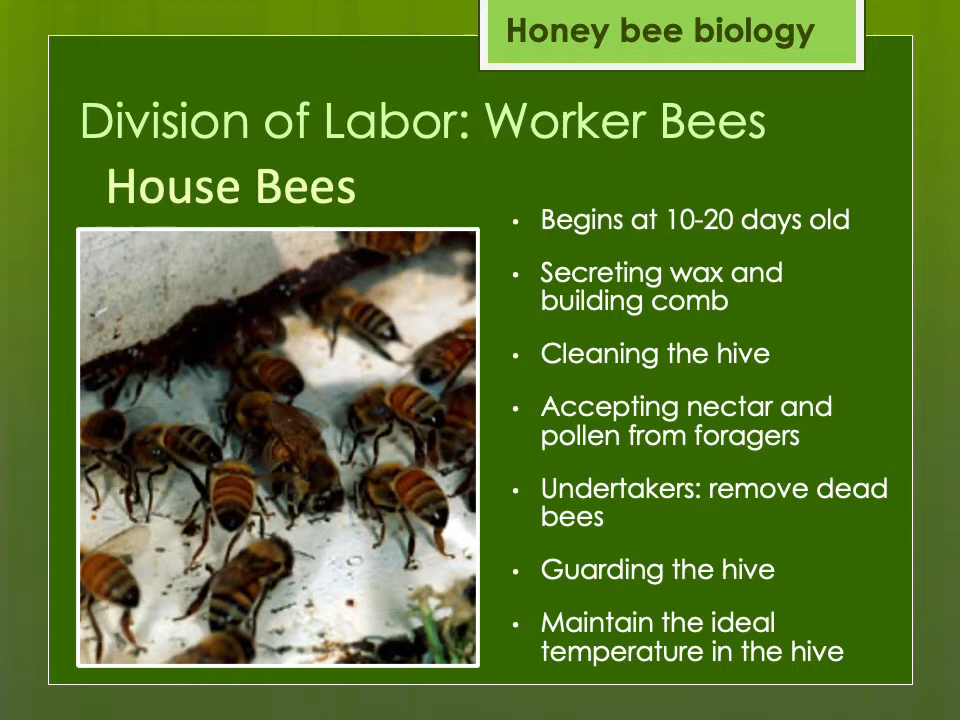 Honey bee biology
Division of Labor: Worker Bees
House Bees
• Begins at 10-20 days old
• Secreting wax and
building comb
• Cleaning the hive
• Accepting nectar and
pollen from foragers
• Undertakers: remove dead
bees
• Guarding the hive
• Maintain the ideal
temperature in the hive